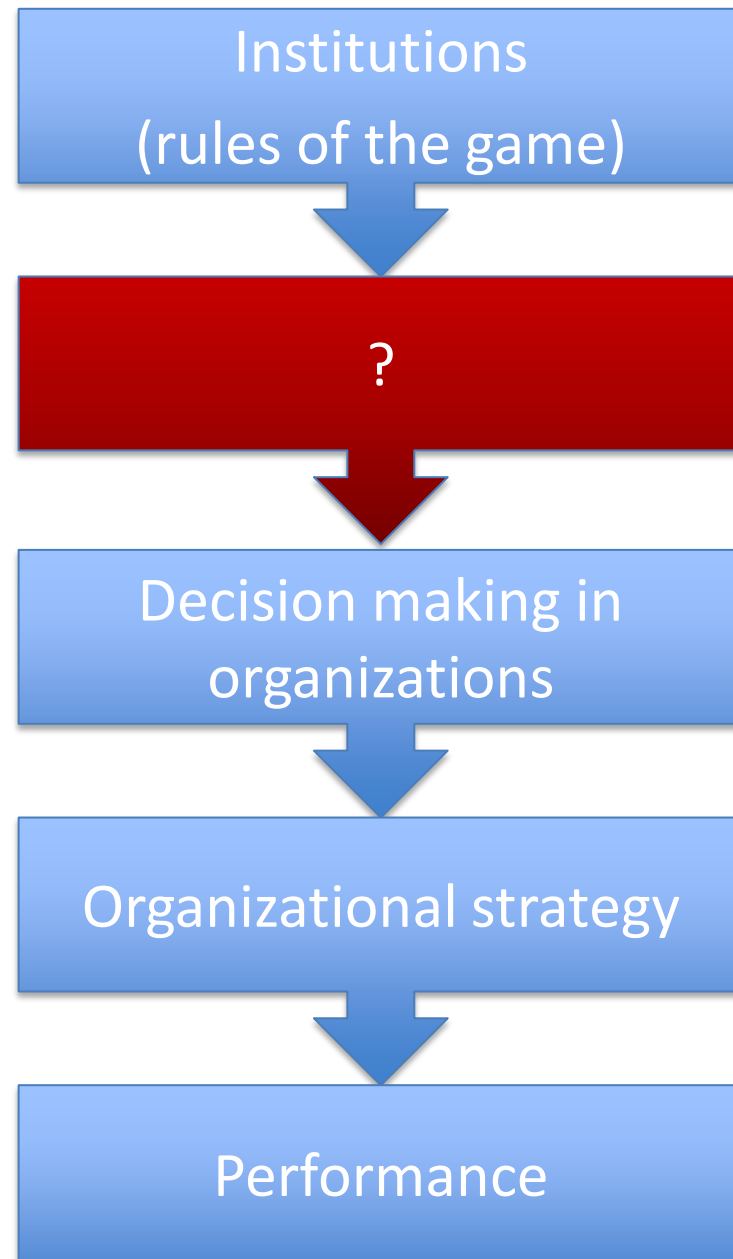 Institutions
(rules of the game)
?
Decision making in
organizations
Organizational strategy
Performance